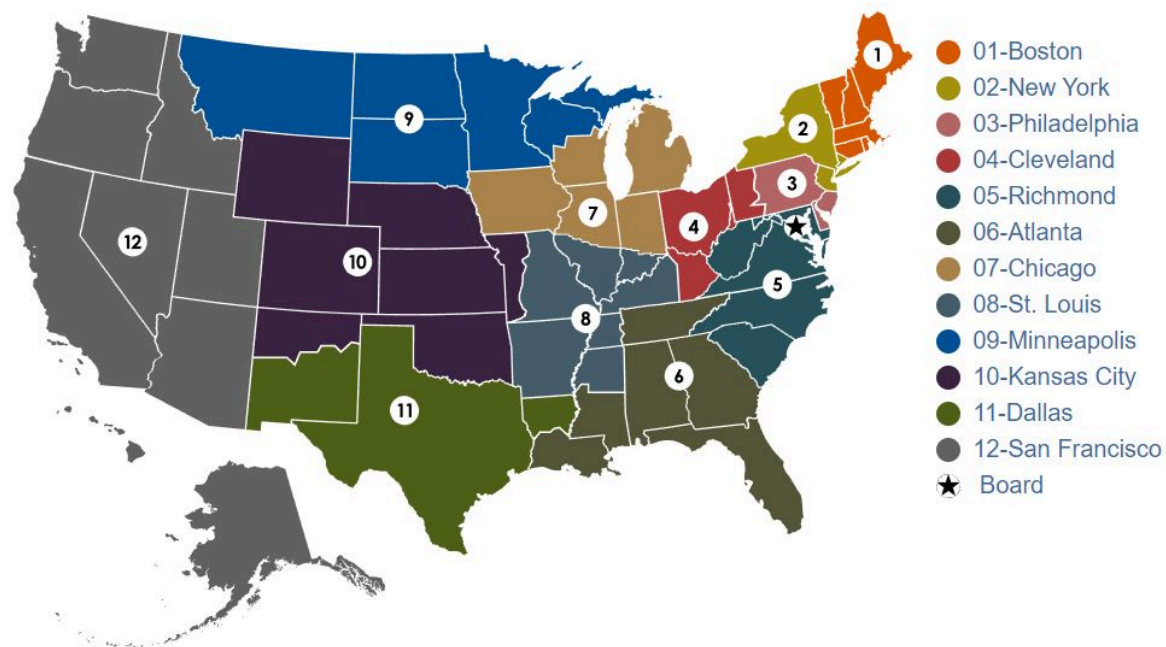 1
2
3
4
5
6
7
8
9
10
11
12
01-Boston
02-New York
03-Philadelphia
04-Cleveland
05-Richmond
06-Atlanta
07-Chicago
08-St. Louis
09-Minneapolis
10-Kansas City
11-Dallas
12-San Francisco
Board